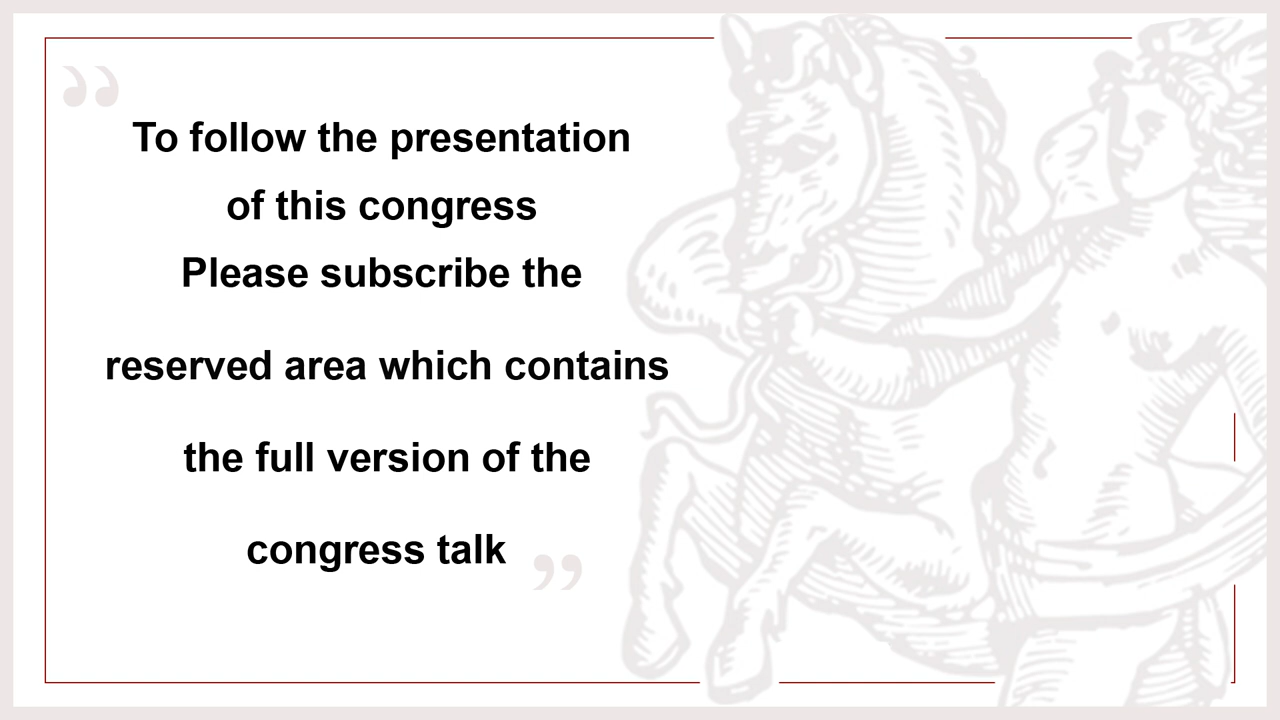 To follow the presentation
of this congress
Please subscribe the
reserved area which contains
the full version of the
congress talk